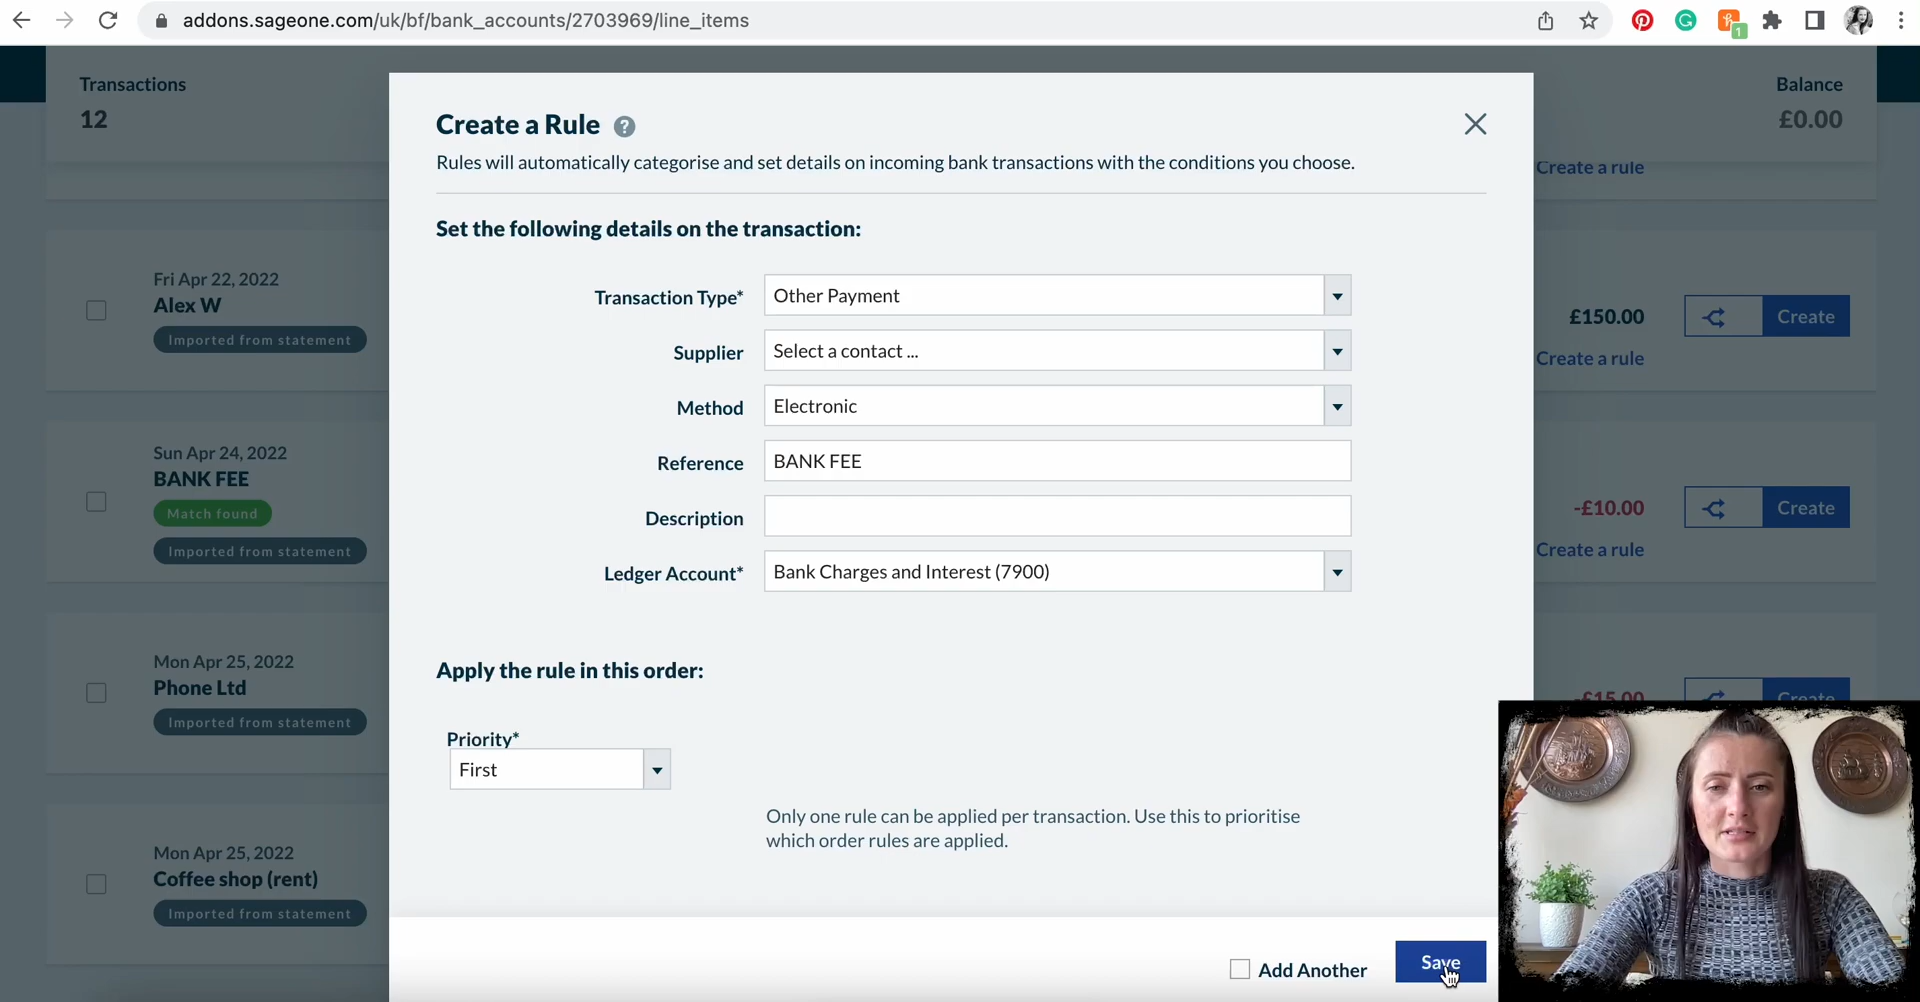 addons.sageone.com/uk/bf/bank_accounts/2703969/line_items
1
Transactions
12
Balance
£0.00
Create a rule
Create a Rule ?
Rules will automatically categorise and set details on incoming bank transactions with the conditions you choose.
Set the following details on the transaction:
Transaction Type* Other Payment
Supplier Select a contact ...
Method Electronic
Reference BANK FEE
Description
Ledger Account* Bank Charges and Interest (7900)
Apply the rule in this order:
Priority*
First
Only one rule can be applied per transaction. Use this to prioritise
which order rules are applied.
Add Another
Save
Fri Apr 22, 2022
Alex W
Imported from statement
£150.00
Create
Create a rule
Sun Apr 24, 2022
BANK FEE
Match found
Imported from statement
-£10.00
Create
Create a rule
Mon Apr 25, 2022
Phone Ltd
Imported from statement
-£15.00
Create
Mon Apr 25, 2022
Coffee shop (rent)
Imported from statement